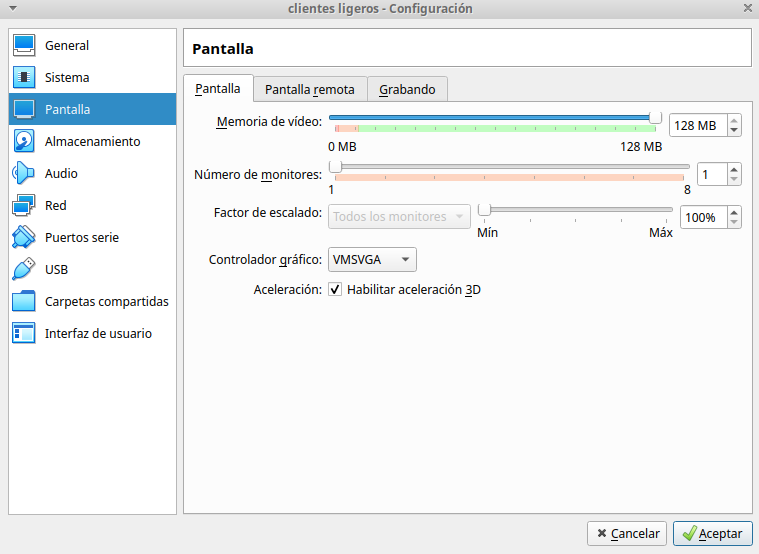 clientes ligeros - Configuración
General
Sistema
Pantalla
Almacenamiento
Audio
Red
Puertos serie
USB
Carpetas compartidas
Interfaz de usuario
Pantalla
Pantalla Pantalla remota Grabando
Memoria de vídeo: 128 MB
0 MB 128 MB
Número de monitores: 1
1 8
Factor de escalado: Todos los monitores 100%
Mín Máx
Controlador gráfico: VMSVGA
Aceleración: Habilitar aceleración 3D
Cancelar Aceptar